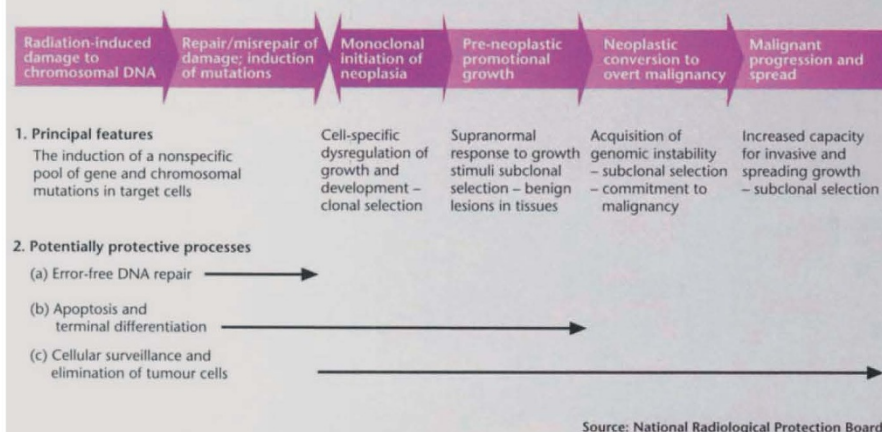 Radiation-induced
damage to
chromosomal DNA
Repair/misrepair of
damage; induction
of mutations
Monoclonal
initiation of
neoplasia
Pre-neoplastic
promotional
growth
Neoplastic
conversion to
overt malignancy
Malignant
progression and
spread
1. Principal features
The induction of a nonspecific
pool of gene and chromosomal
mutations in target cells
Cell-specific
dysregulation of
growth and
development –
clonal selection
Supranormal
response to growth
stimuli subclonal
selection – benign
lesions in tissues
Acquisition of
genomic instability
– subclonal selection
– commitment to
malignancy
Increased capacity
for invasive and
spreading growth
– subclonal selection
2. Potentially protective processes
(a) Error-free DNA repair
(b) Apoptosis and
terminal differentiation
(c) Cellular surveillance and
elimination of tumour cells
Source: National Radiological Protection Board